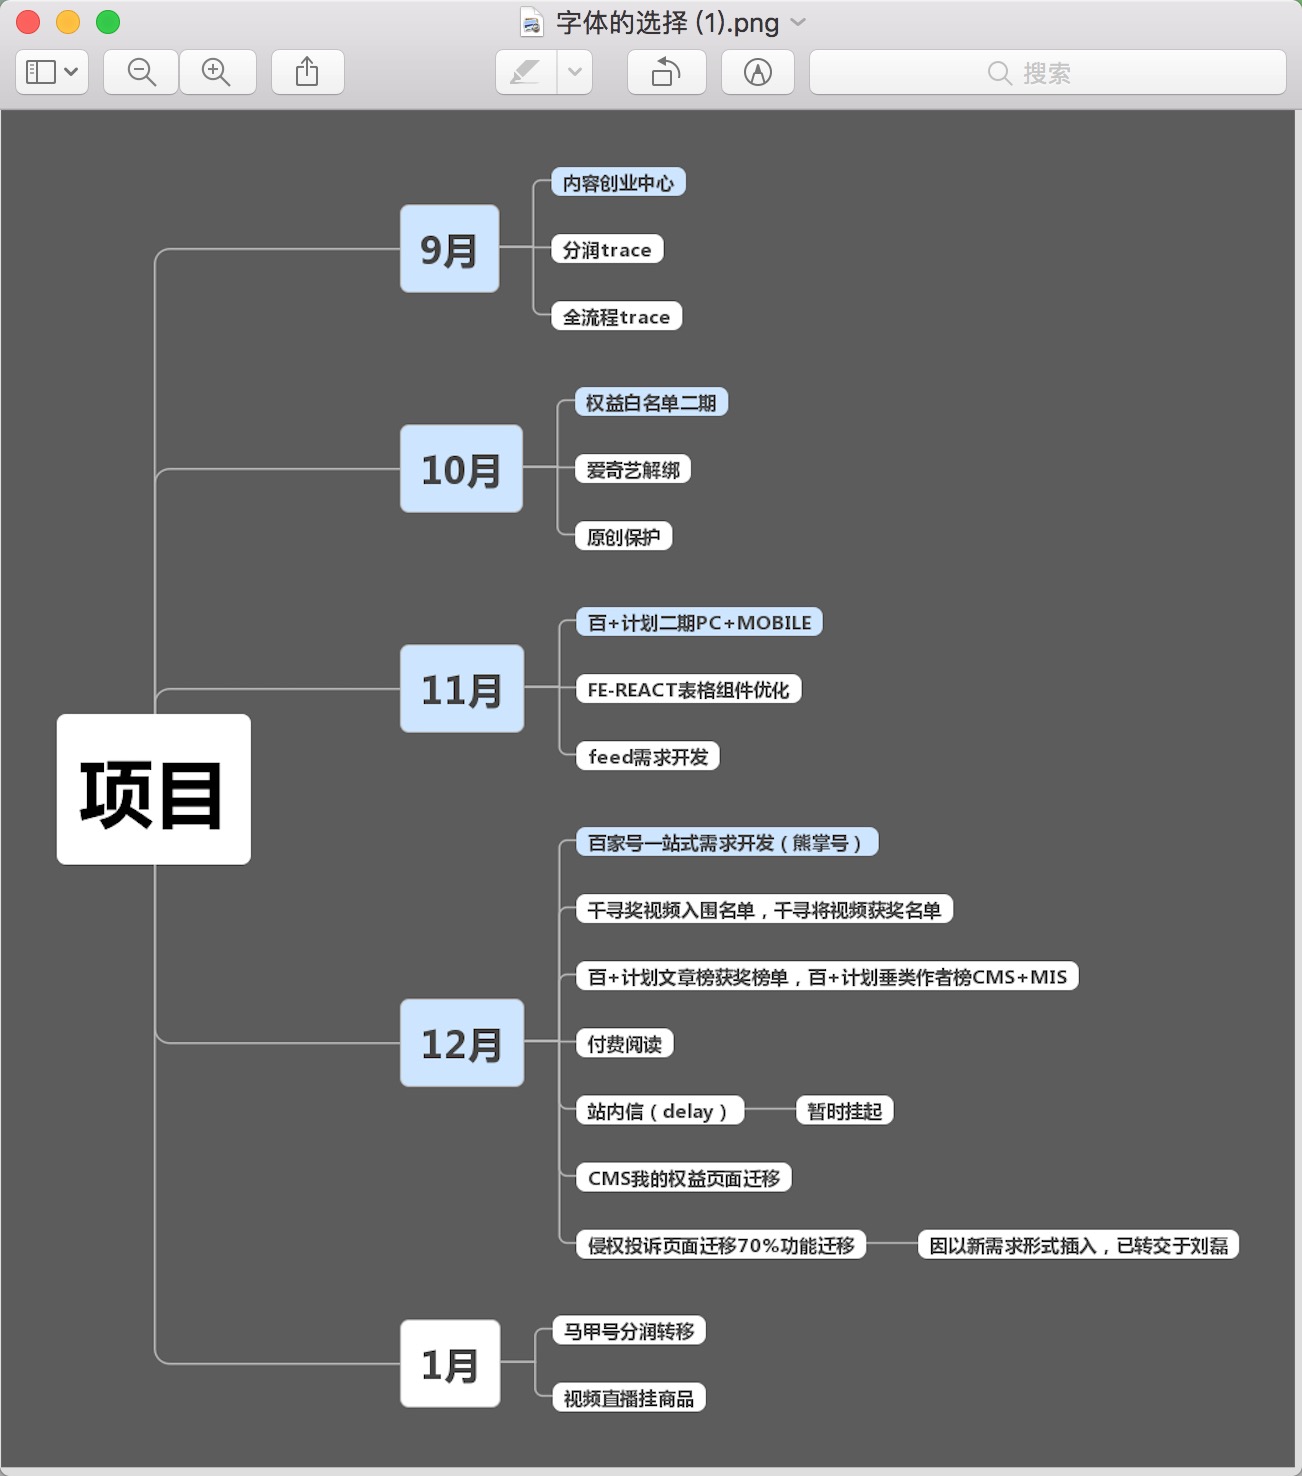 字体的选择 (1).png
搜索
项目
9月
内容创业中心
分润trace
全流程trace
10月
权益白名单二期
爱奇艺解绑
原创保护
11月
百+计划二期PC+MOBILE
FE-REACT表格组件优化
feed需求开发
12月
百家号一站式需求开发（熊掌号）
千寻奖视频入围名单，千寻将视频获奖名单
百+计划文章榜获奖榜单，百+计划垂类作者榜CMS+MIS
付费阅读
站内信（delay） 暂时挂起
CMS我的权益页面迁移
侵权投诉页面迁移70%功能迁移 因以新需求形式插入，已转交于刘磊
1月
马甲号分润转移
视频直播挂商品